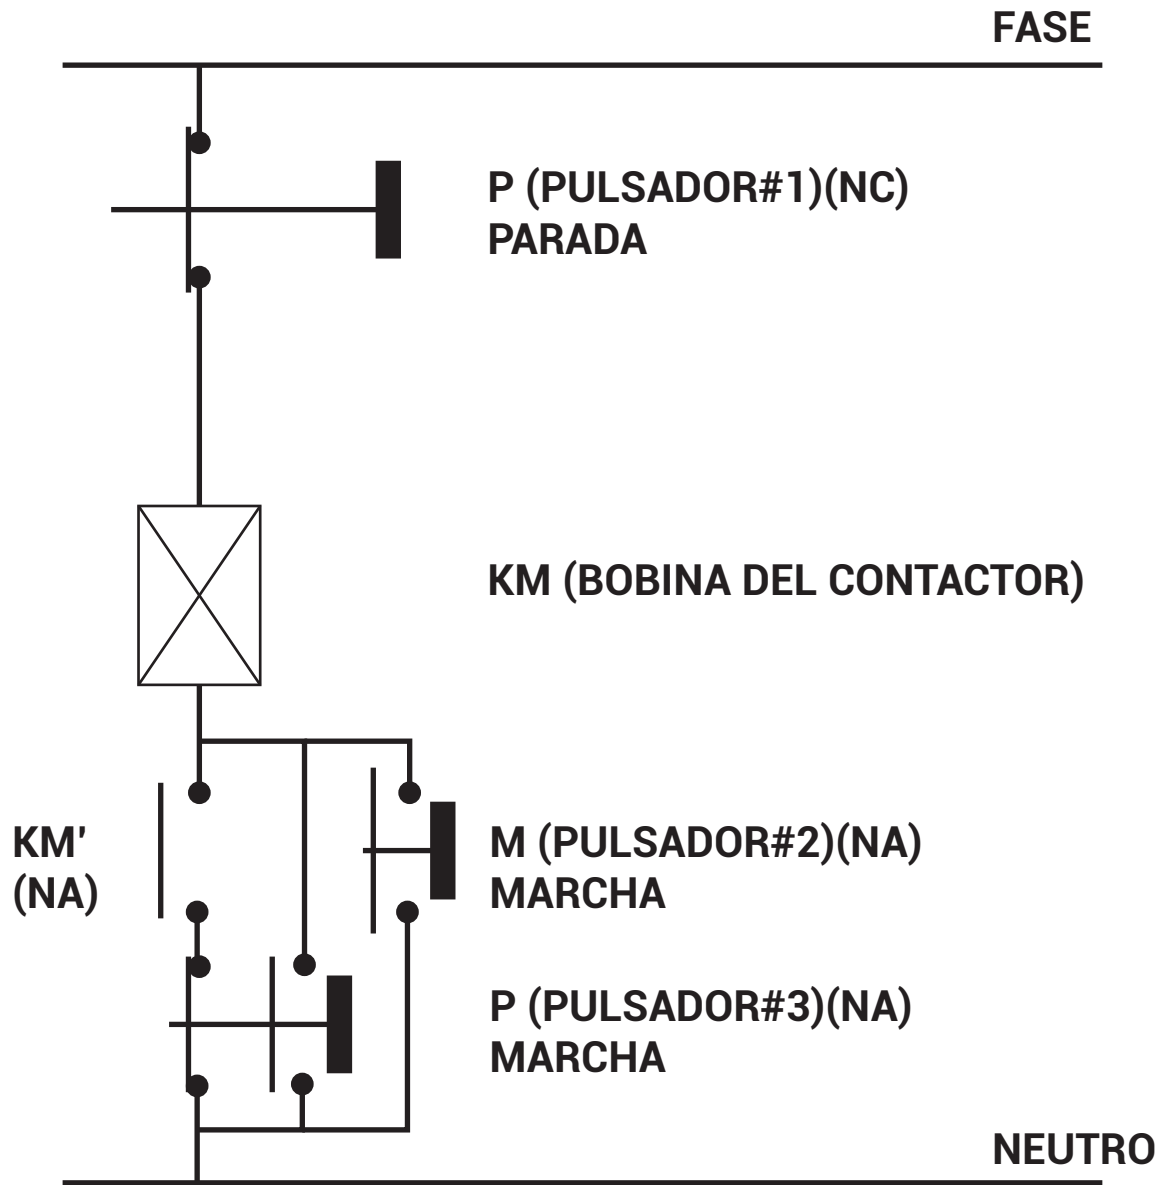 FASE
P (PULSADOR#1)(NC)
PARADA
KM (BOBINA DEL CONTACTOR)
KM'
(NA)
M (PULSADOR#2)(NA)
MARCHA
P (PULSADOR#3)(NA)
MARCHA
NEUTRO